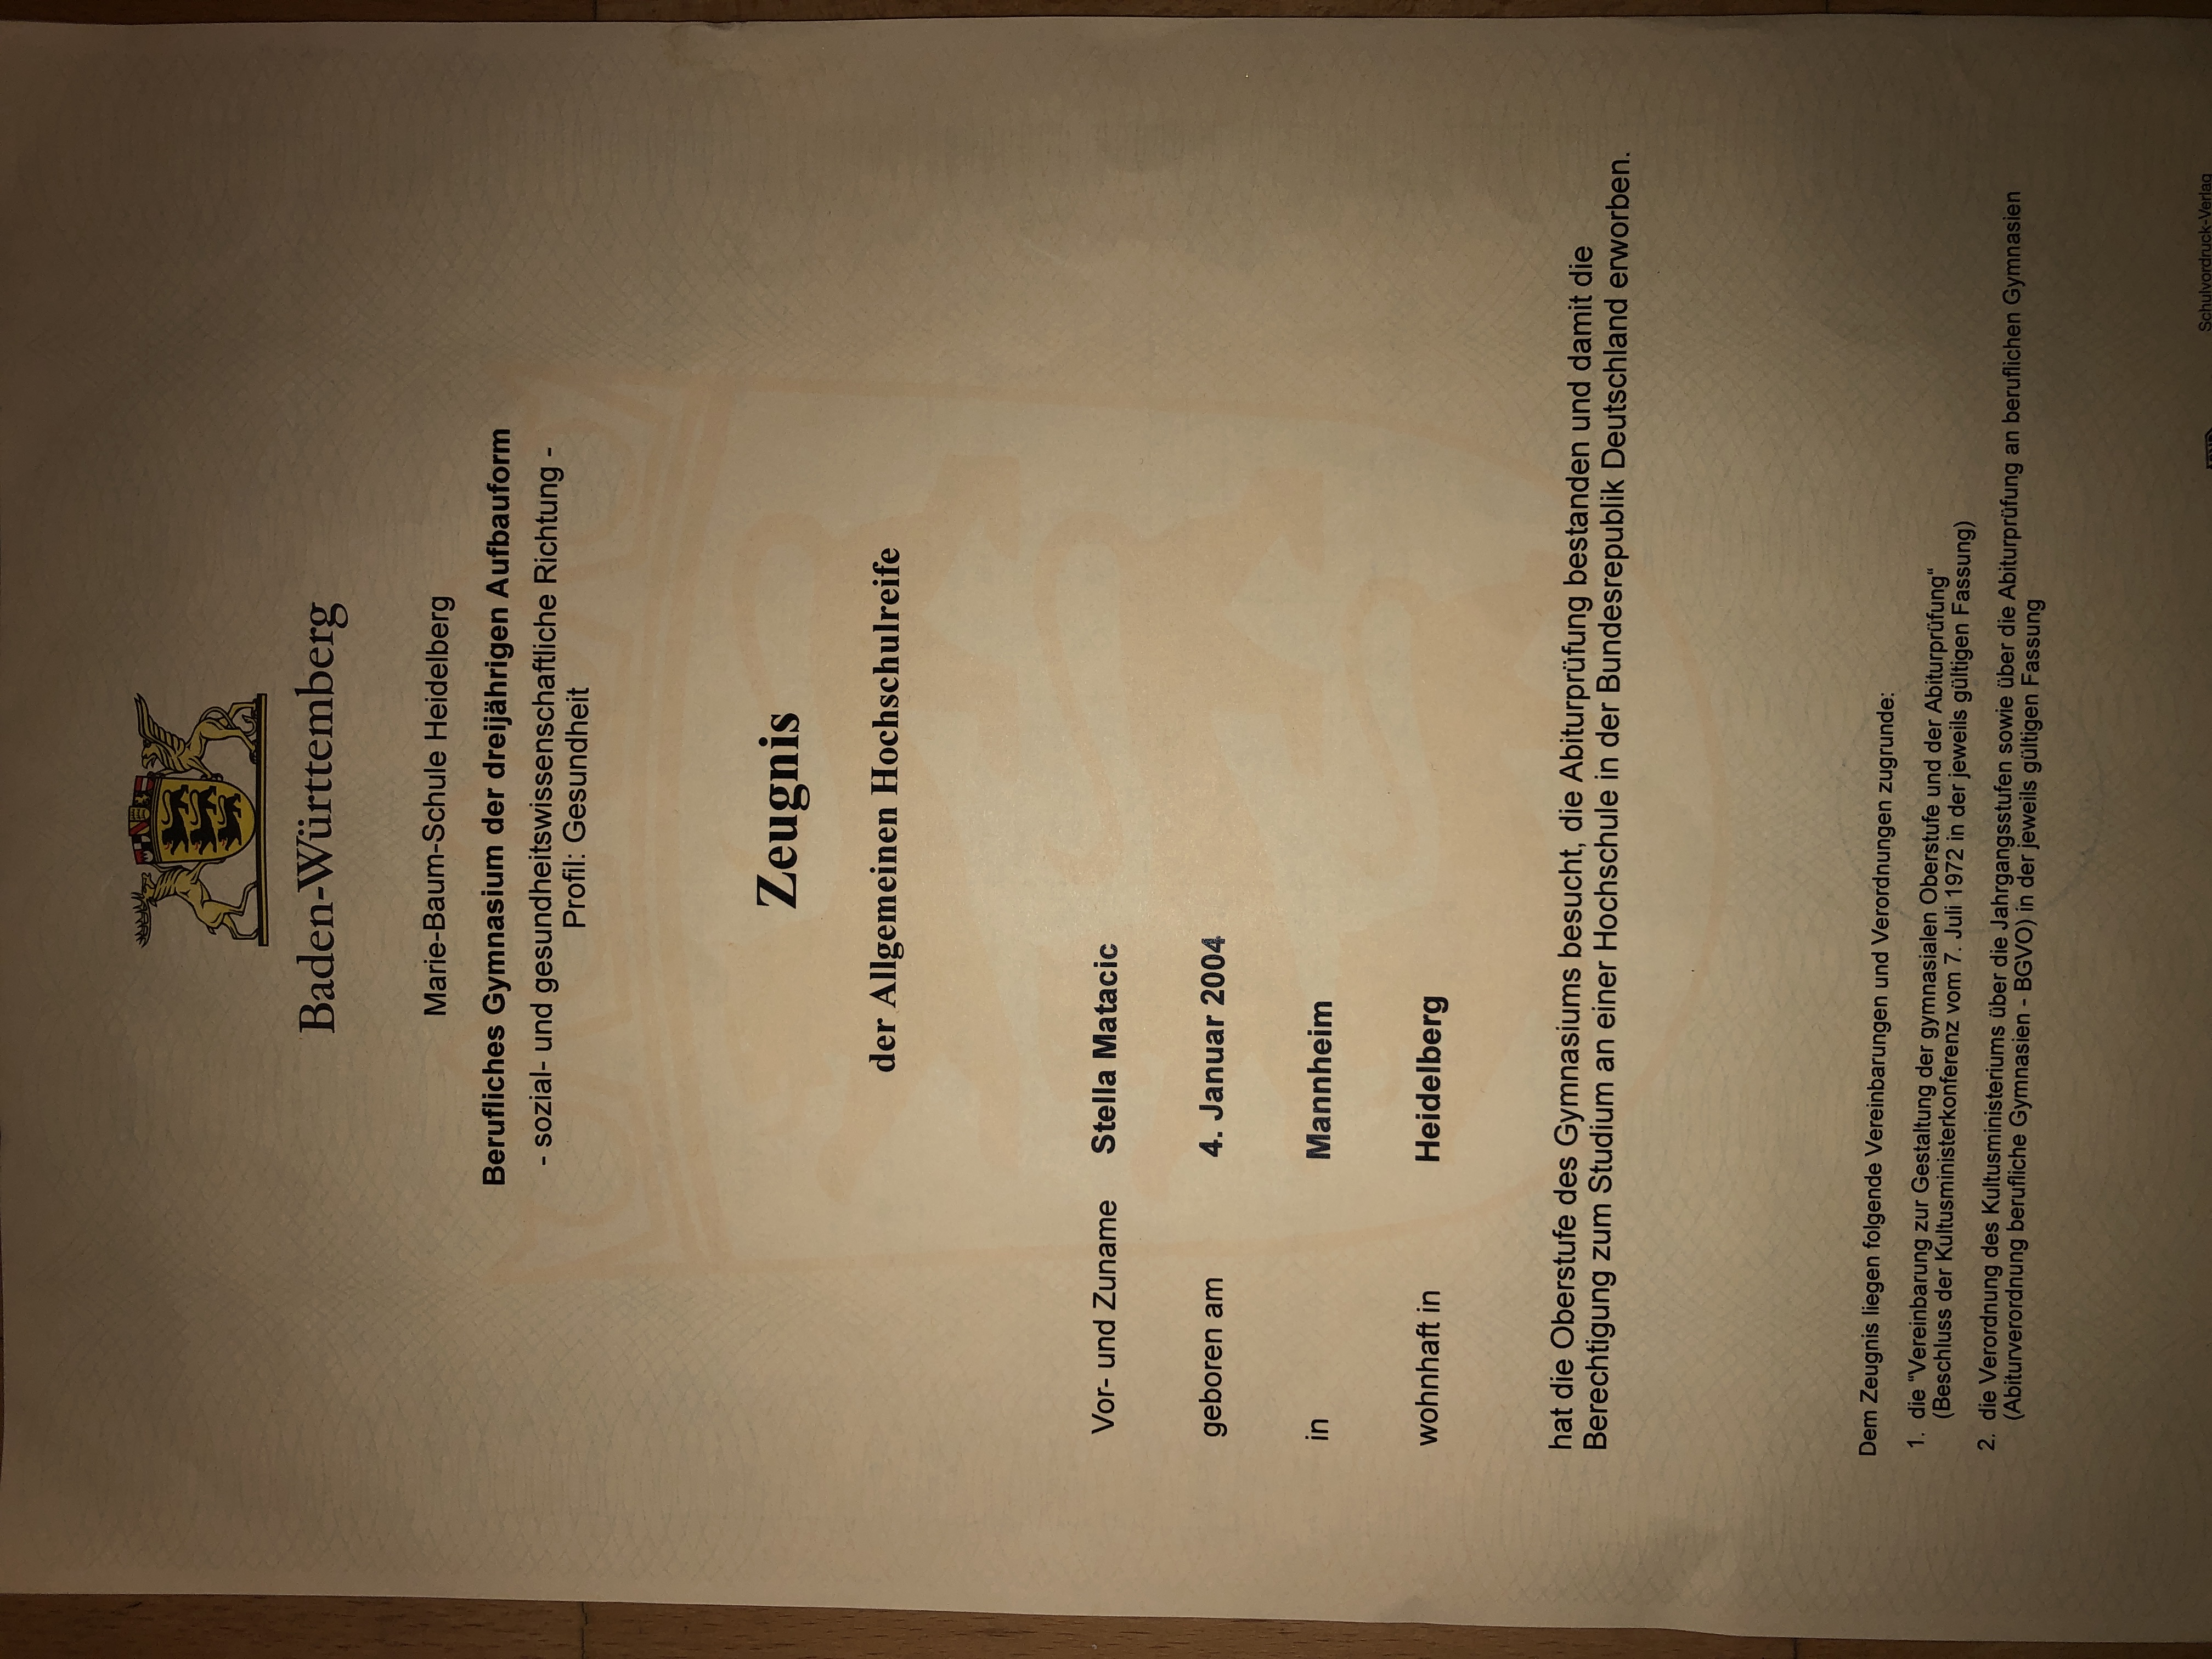 Baden-Württemberg
Marie-Baum-Schule Heidelberg
Berufliches Gymnasium der dreijährigen Aufbauform
- sozial- und gesundheitswissenschaftliche Richtung -
Profil: Gesundheit
Zeugnis
der Allgemeinen Hochschulreife
Vor- und Zuname Stella Matacic
geboren am 4. Januar 2004
in Mannheim
wohnhaft in Heidelberg
hat die Oberstufe des Gymnasiums besucht, die Abiturprüfung bestanden und damit die
Berechtigung zum Studium an einer Hochschule in der Bundesrepublik Deutschland erworben.
Dem Zeugnis liegen folgende Vereinbarungen und Verordnungen zugrunde:
1. die “Vereinbarung zur Gestaltung der gymnasialen Oberstufe und der Abiturprüfung“
(Beschluss der Kultusministerkonferenz vom 7. Juli 1972 in der jeweils gültigen Fassung)
2. die Verordnung des Kultusministeriums über die Jahrgangsstufen sowie über die Abiturprüfung an beruflichen Gymnasien
(Abiturverordnung berufliche Gymnasien - BGVO) in der jeweils gültigen Fassung
Schulvordruck-Verlag